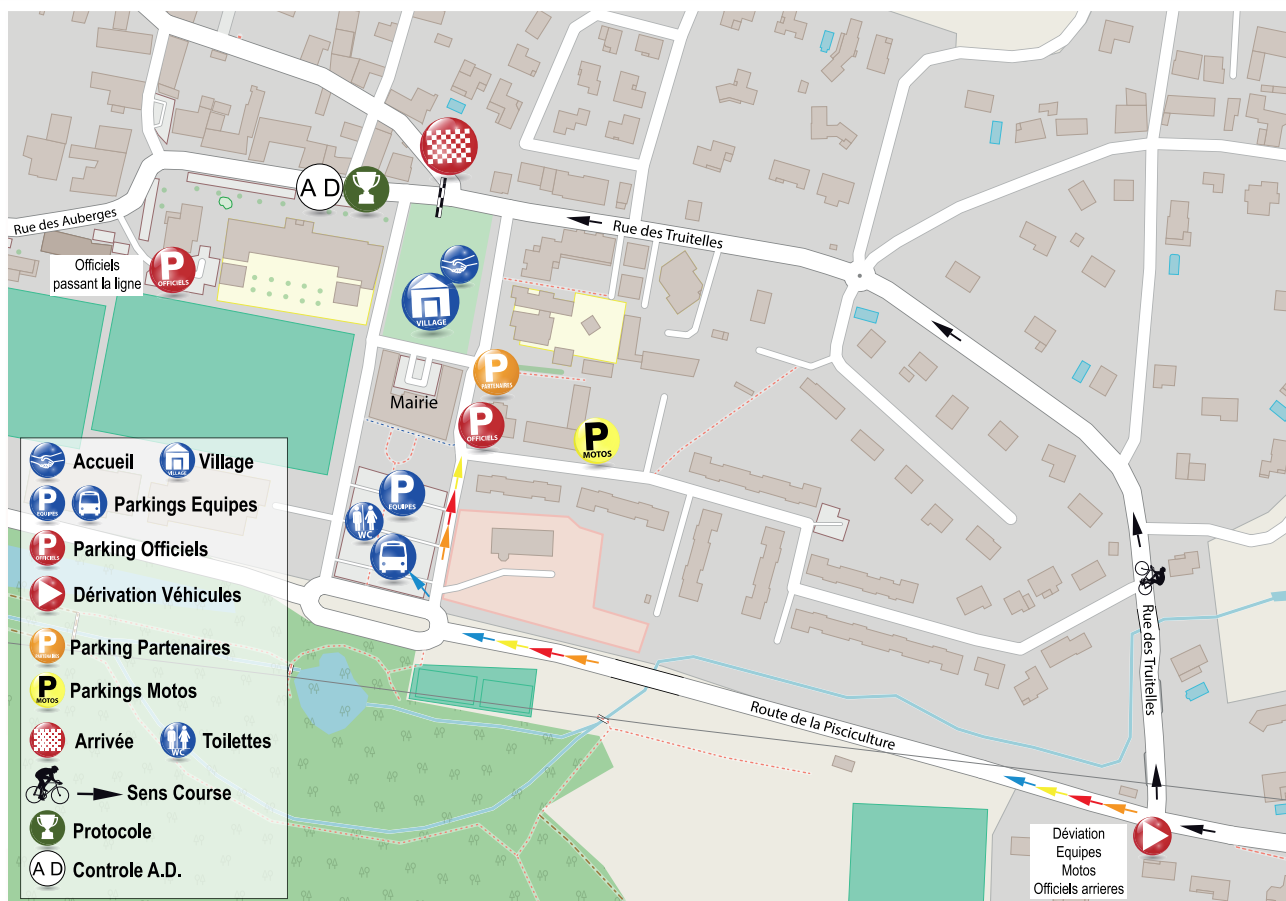 A D
Rue des Auberges
Rue des Truitelles
Officiels
passant la ligne
P
OFFICIELS
VILLAGE
P
PARTENAIRES
Mairie
P
OFFICIELS
P
MOTOS
P
EQUIPES
WC
Rue des Truitelles
Route de la Pisciculture
Déviation
Equipes
Motos
Officiels arrieres
Accueil
VILLAGE
Village
P
EQUIPES
Parkings Equipes
P
OFFICIELS
Parking Officiels
Dérivation Véhicules
P
PARTENAIRES
Parking Partenaires
P
MOTOS
Parkings Motos
Arrivée
WC
Toilettes
Sens Course
Protocole
A D
Controle A.D.